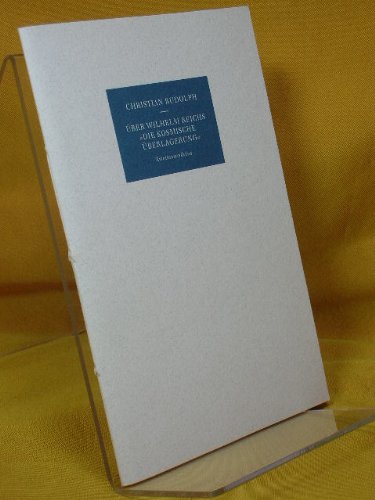 CHRISTIAN RUDOLPH
ÜBER WILHELM REICHS
»DIE KOSMISCHE
ÜBERLAGERUNG«